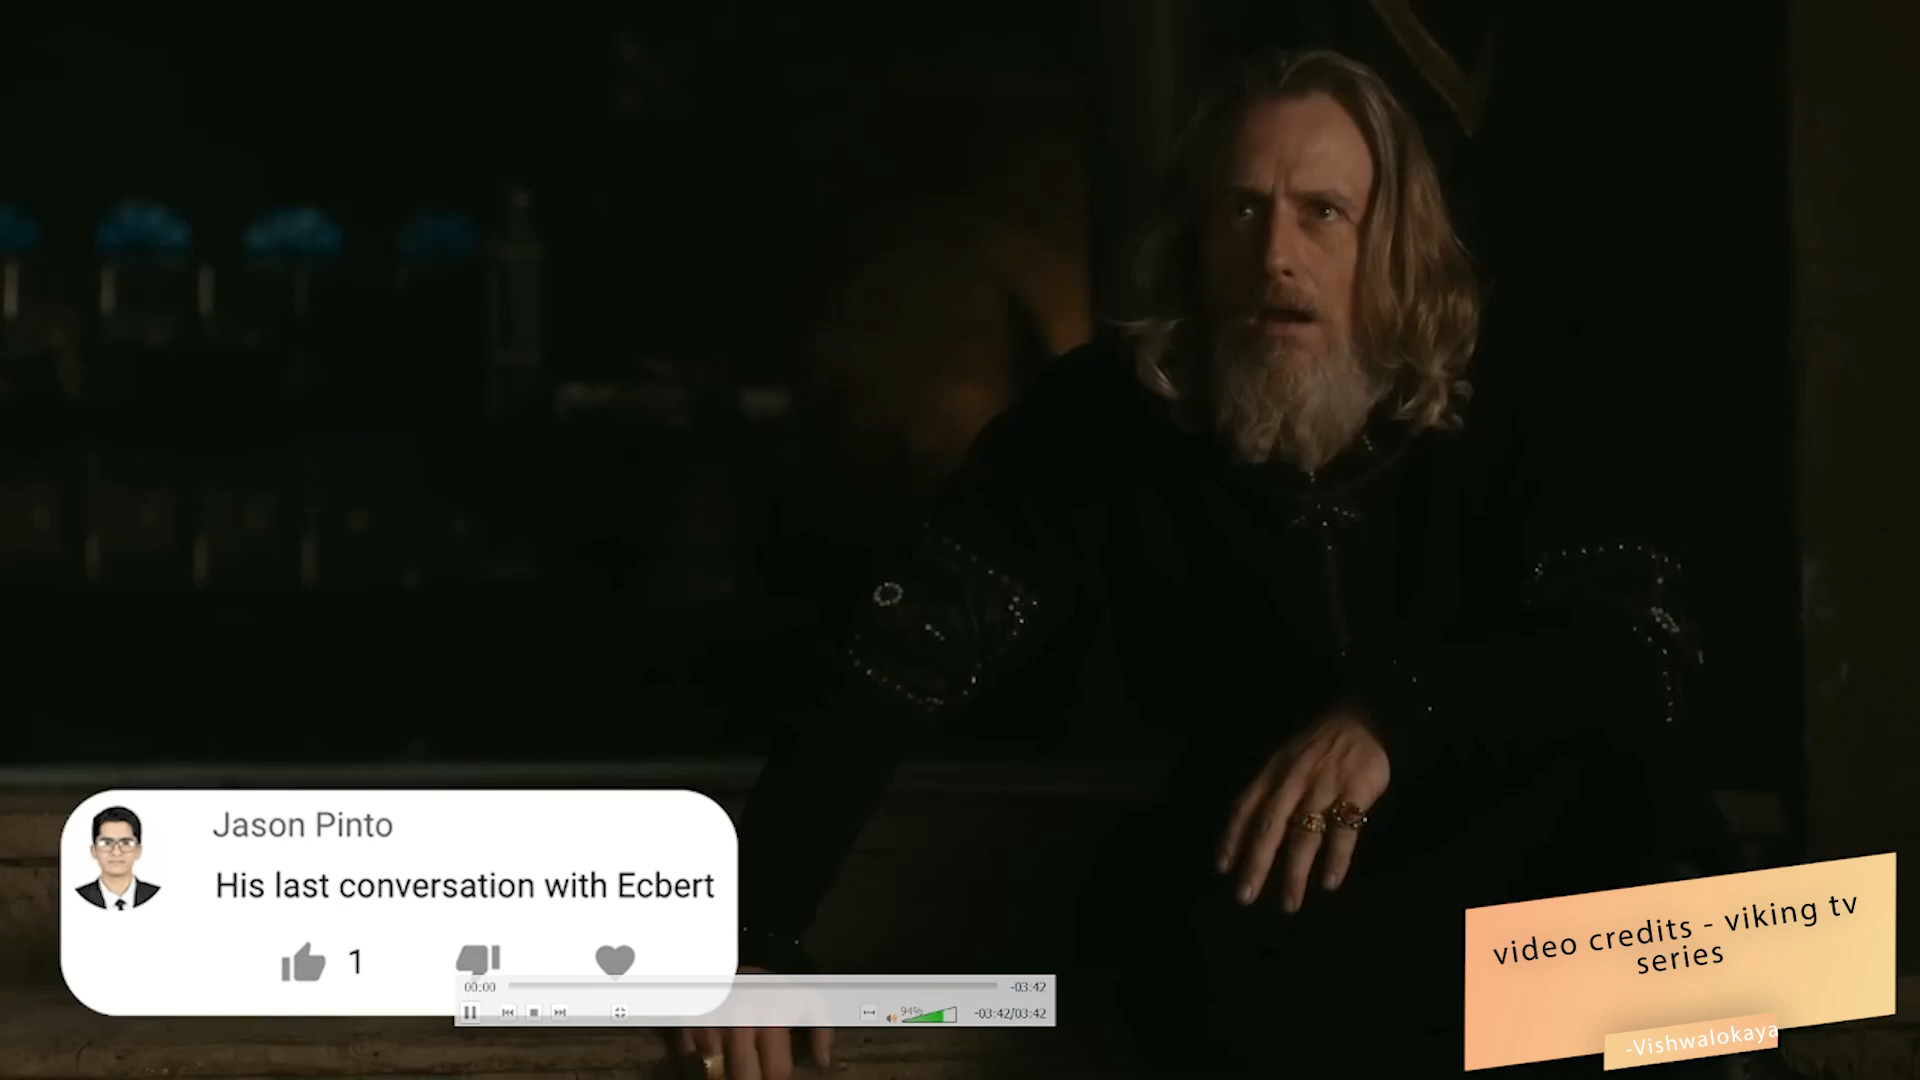 Jason Pinto
His last conversation with Ecbert
1
00:00
-03:42
94%
-03:42/03:42
video credits - viking tv
series
-Vishwalokaya